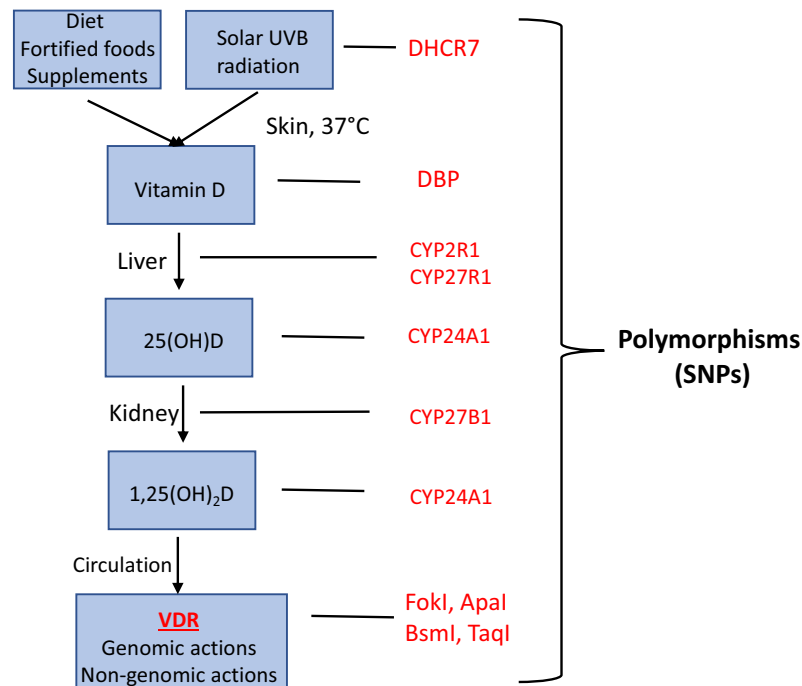 Diet
Fortified foods
Supplements
Solar UVB
radiation
DHCR7
Skin, 37°C
Vitamin D
DBP
Liver
CYP2R1
CYP27R1
25(OH)D
CYP24A1
Polymorphisms
(SNPs)
Kidney
CYP27B1
1,25(OH)₂D
CYP24A1
Circulation
VDR
Genomic actions
Non-genomic actions
FokI, ApaI
BsmI, TaqI